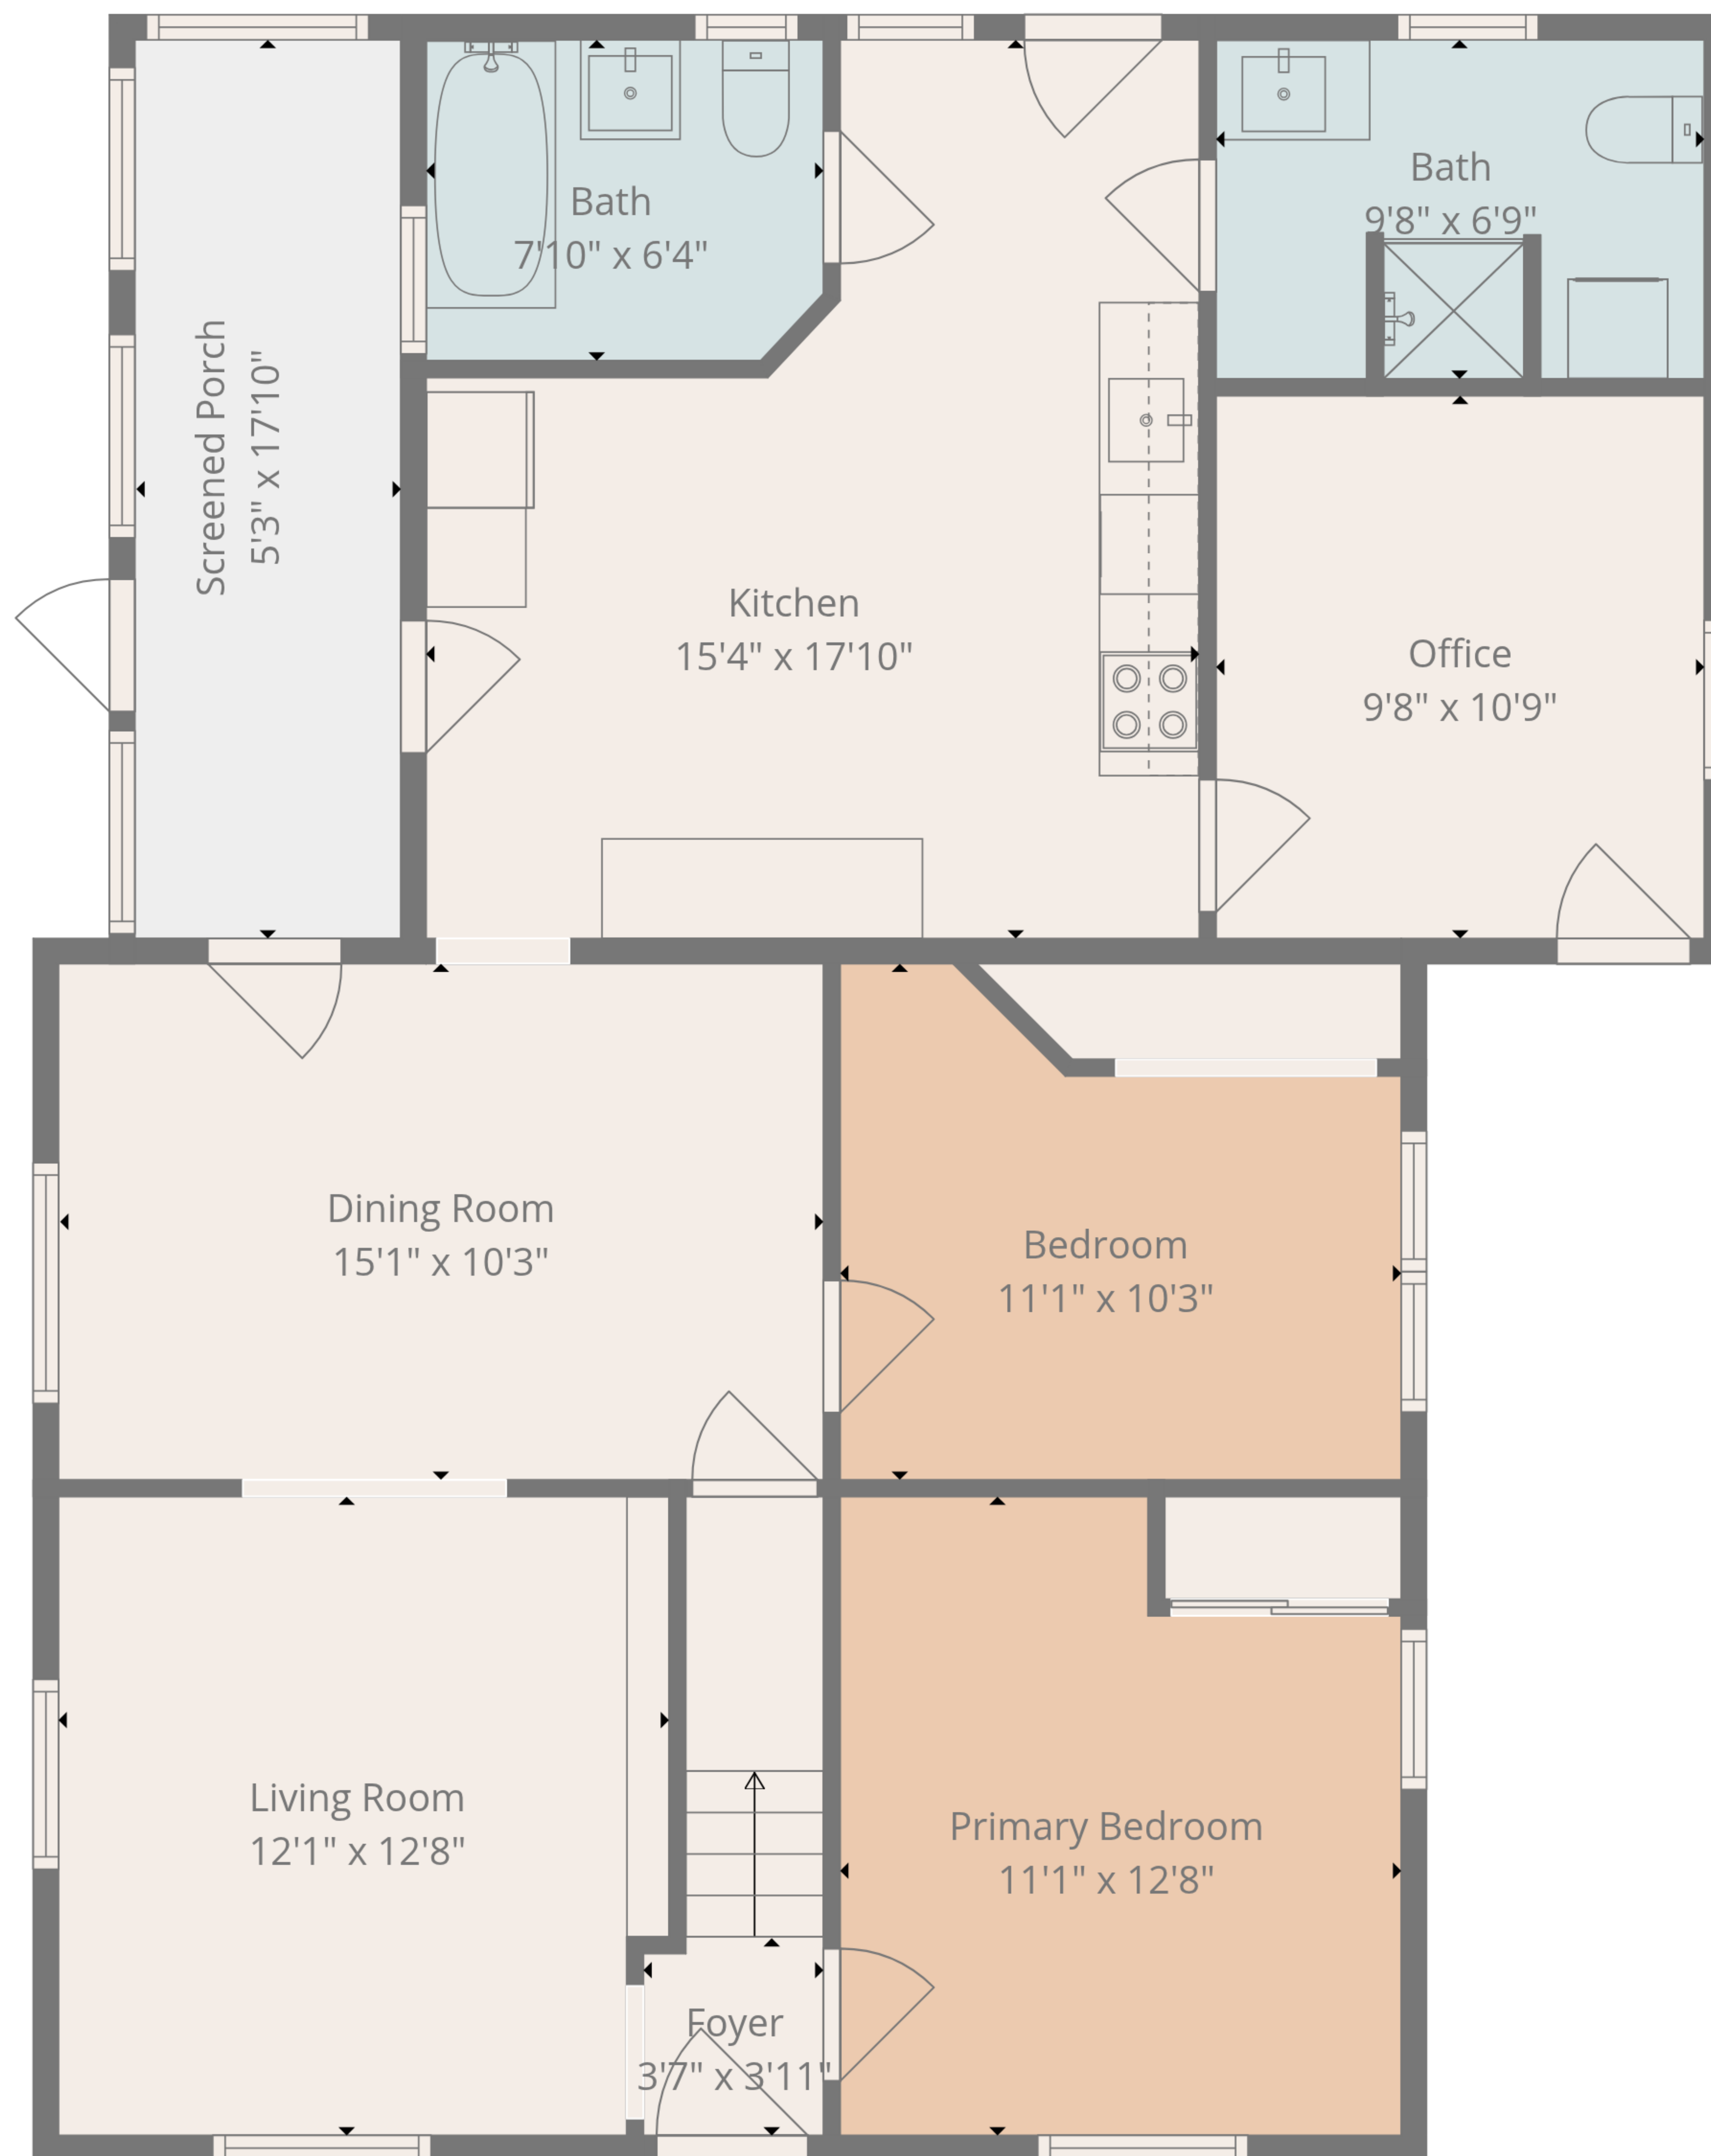 Bath
7'10" x 6'4"
Bath
9'8" x 6'9"
Screened Porch
5'3" x 17'10"
Kitchen
15'4" x 17'10"
Office
9'8" x 10'9"
Dining Room
15'1" x 10'3"
Bedroom
11'1" x 10'3"
Living Room
12'1" x 12'8"
Primary Bedroom
11'1" x 12'8"
Foyer
3'7" x 3'11"